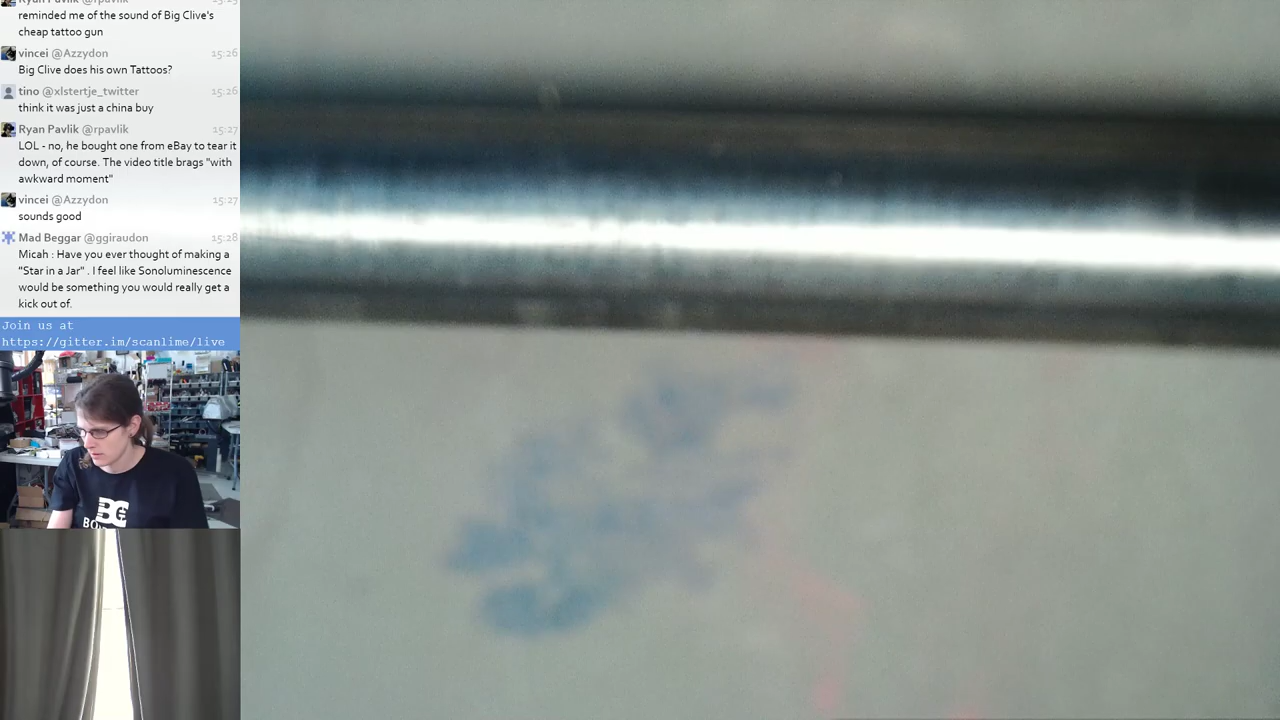 Ryan Pavlik @rpavlik 15:25
reminded me of the sound of Big Clive's
cheap tattoo gun
vincei @Azzydon 15:26
Big Clive does his own Tattoos?
tino @xlstertje_twitter 15:26
think it was just a china buy
Ryan Pavlik @rpavlik 15:27
LOL - no, he bought one from eBay to tear it
down, of course. The video title brags "with
awkward moment"
vincei @Azzydon 15:27
sounds good
Mad Beggar @ggiraudon 15:28
Micah : Have you ever thought of making a
"Star in a Jar" . I feel like Sonoluminescence
would be something you would really get a
kick out of.
Join us at
https://gitter.im/scanlime/live